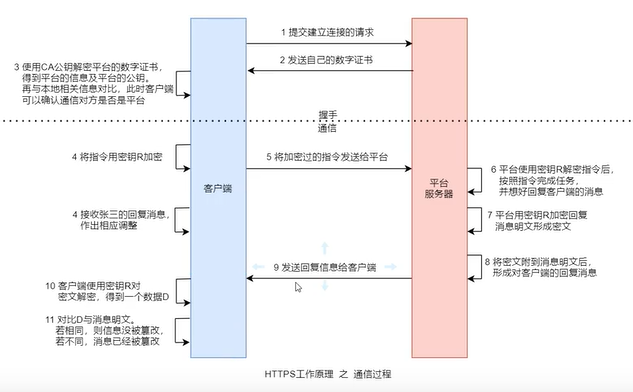 1 提交建立连接的请求
2 发送自己的数字证书
3 使用CA公钥解密平台的数字证书，
得到平台的信息及平台的公钥。
再与本地相关信息对比，此时客户端
可以确认通信对方是否是平台
握手
通信
4 将指令用密钥R加密
5 将加密过的指令发送给平台
客户端
平台
服务器
6 平台使用密钥R解密指令后，
按照指令完成任务，
并想好回复客户端的消息
4 接收张三的回复消息，
作出相应调整
7 平台用密钥R加密回复
消息明文形成密文
8 将密文附到消息明文后，
形成对客户端的回复消息
9 发送回复信息给客户端
10 客户端使用密钥R对
密文解密，得到一个数据D
11 对比D与消息明文。
若相同，则信息没被篡改，
若不同，消息已经被篡改
HTTPS工作原理 之 通信过程